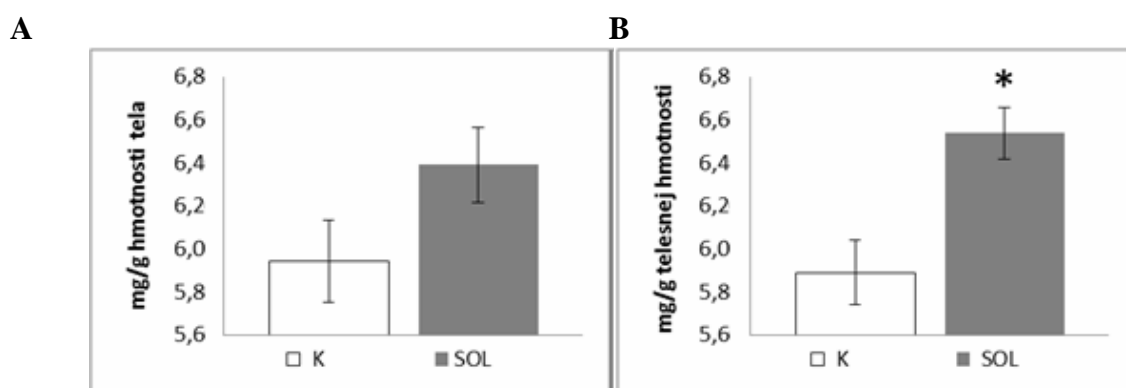 A
B
mg/g hmotnosti tela
6,8
6,6
6,4
6,2
6,0
5,8
5,6
K
SOL
mg/g telesnej hmotnosti
6,8
6,6
6,4
6,2
6,0
5,8
5,6
*
K
SOL